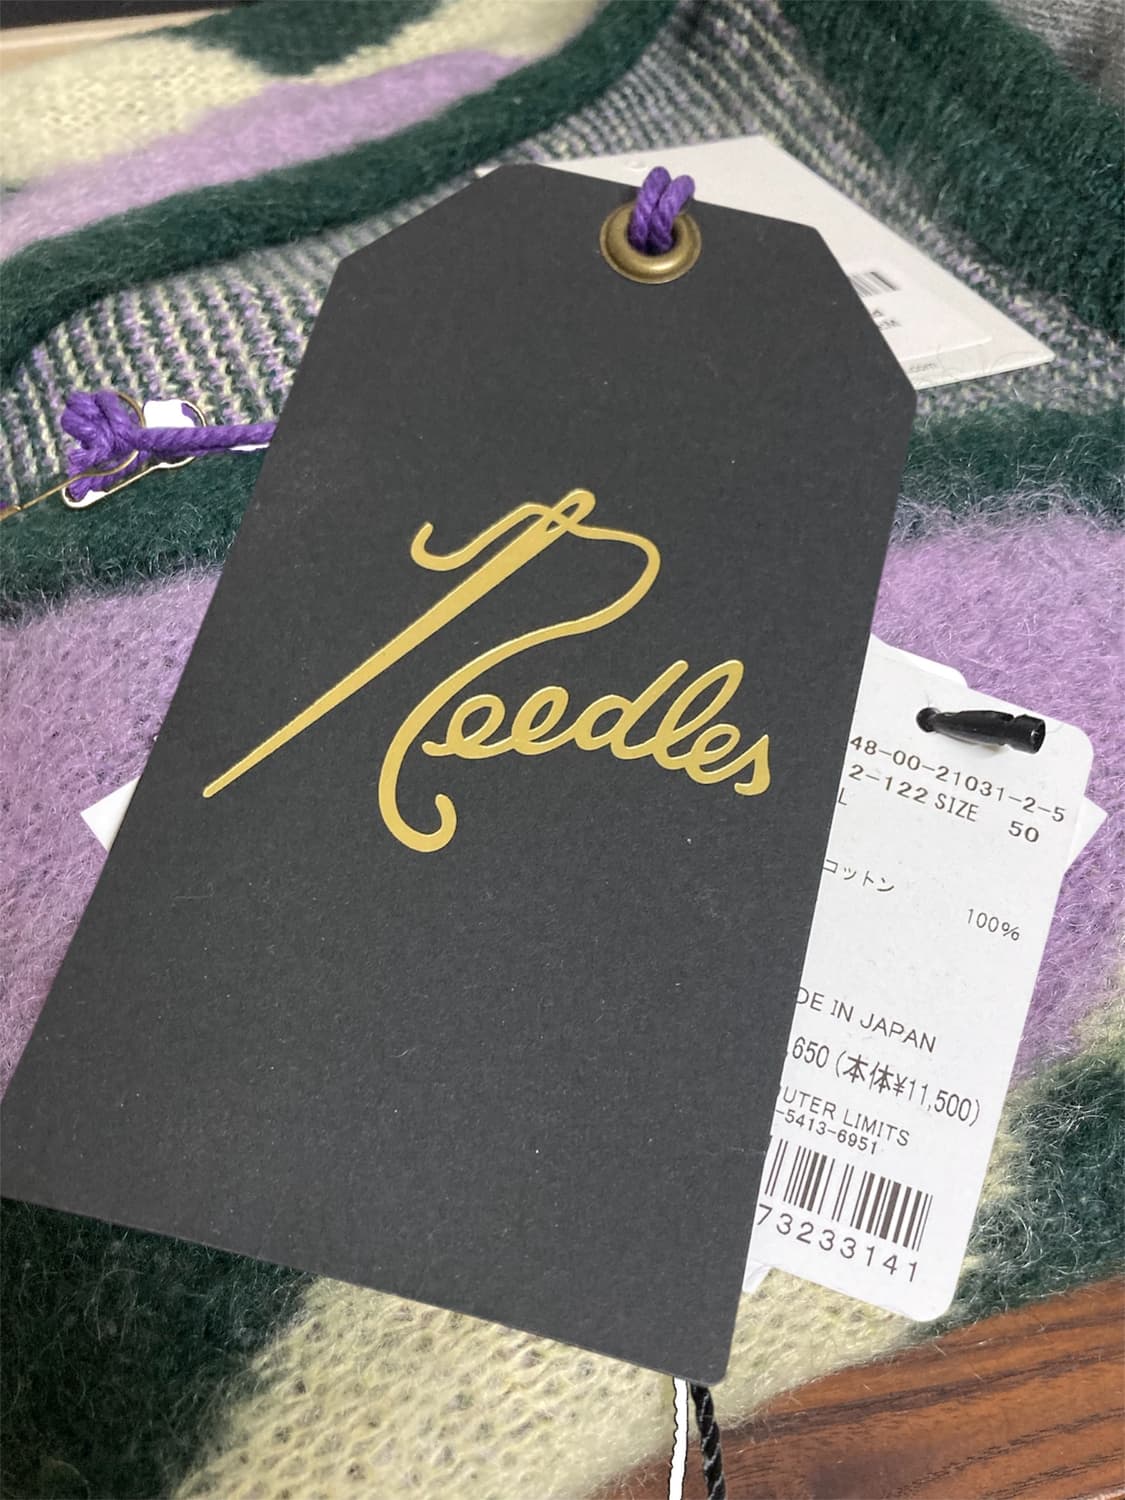 Needles
48-00-21031-2-5
2-122 SIZE 50
L
コットン
100%
DE IN JAPAN
,650 (本体¥11,500)
UTER LIMITS
-5413-6951
73233141
.com